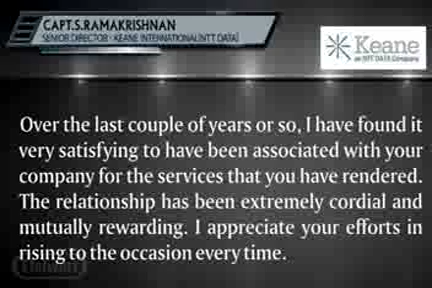 CAPT.S.RAMAKRISHNAN
SENIOR DIRECTOR - KEANE INTERNATIONAL(NTT DATA)
Keane
an NTT DATA Company
Over the last couple of years or so, I have found it
very satisfying to have been associated with your
company for the services that you have rendered.
The relationship has been extremely cordial and
mutually rewarding. I appreciate your efforts in
rising to the occasion every time.